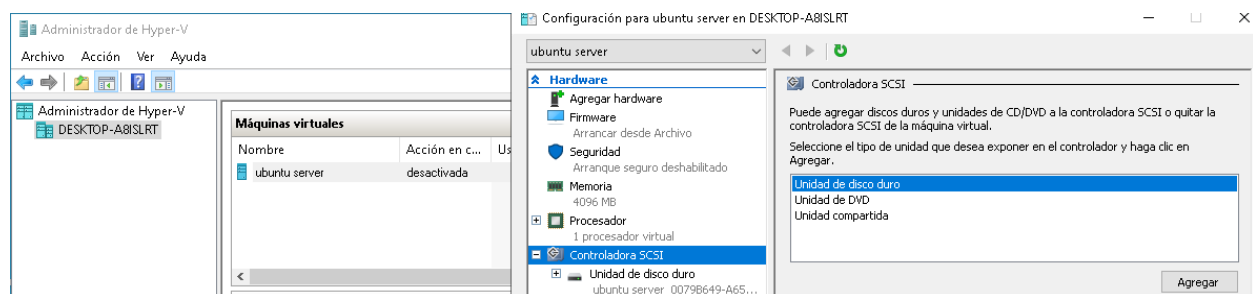 Administrador de Hyper-V
Archivo Acción Ver Ayuda
Administrador de Hyper-V
DESKTOP-A8ISLRT
Máquinas virtuales
Nombre Acción en c... Us
ubuntu server desactivada
Configuración para ubuntu server en DESKTOP-A8ISLRT
ubuntu server
Hardware
Agregar hardware
Firmware
Arrancar desde Archivo
Seguridad
Arranque seguro deshabilitado
Memoria
4096 MB
Procesador
1 procesador virtual
Controladora SCSI
Unidad de disco duro
ubuntu server_0079B649-A65...
Controladora SCSI
Puede agregar discos duros y unidades de CD/DVD a la controladora SCSI o quitar la
controladora SCSI de la máquina virtual.
Seleccione el tipo de unidad que desea exponer en el controlador y haga clic en
Agregar.
Unidad de disco duro
Unidad de DVD
Unidad compartida
Agregar